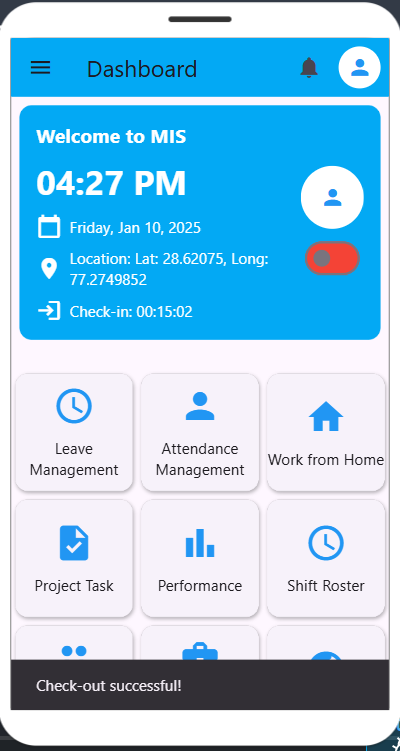 Dashboard
Welcome to MIS
04:27 PM
Friday, Jan 10, 2025
Location: Lat: 28.62075, Long:
77.2749852
Check-in: 00:15:02
Leave
Management
Attendance
Management
Work from Home
Project Task
Performance
Shift Roster
Check-out successful!